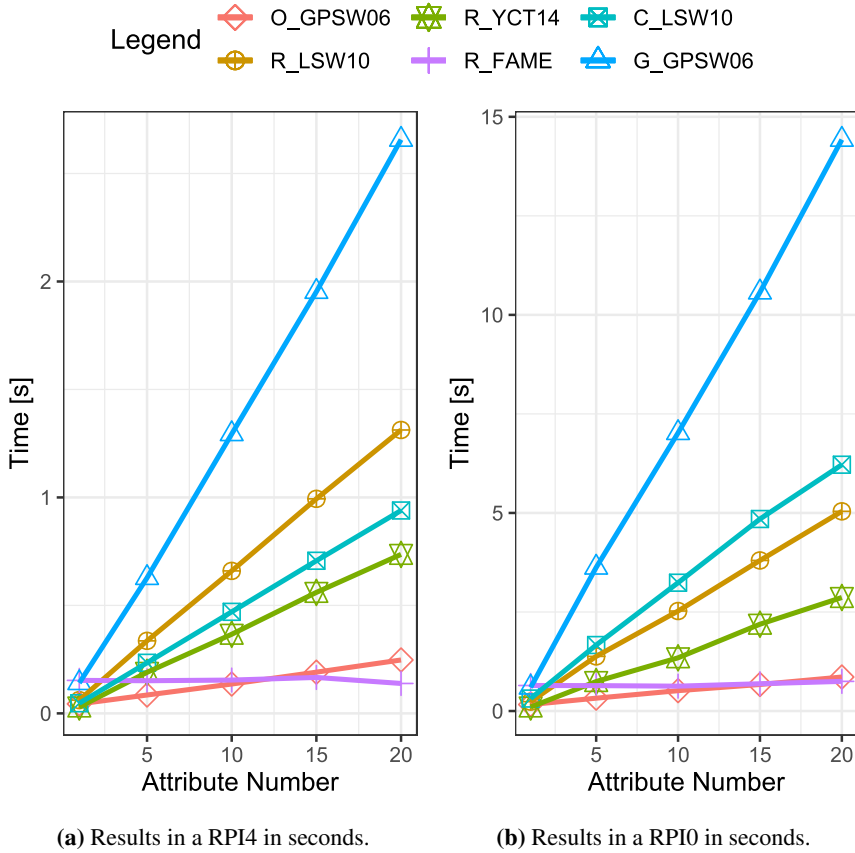 Legend
O_GPSW06
R_YCT14
C_LSW10
R_LSW10
R_FAME
G_GPSW06
2
1
0
Time [s]
5
10
15
20
Attribute Number
15
10
5
0
Time [s]
5
10
15
20
Attribute Number
(a) Results in a RPI4 in seconds.
(b) Results in a RPI0 in seconds.